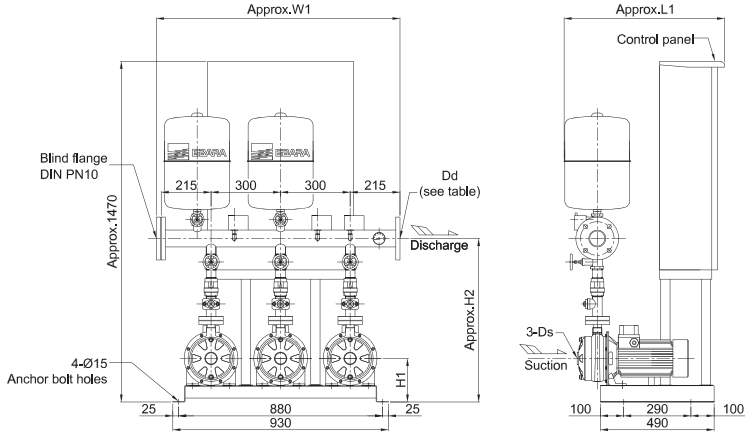 Approx.W1
Approx.L1
Control panel
EBARA
EBARA
Blind flange
DIN PN10
215
300
300
215
Dd
(see table)
Approx.1470
Discharge
Approx.H2
3-Ds
Suction
4-Ø15
Anchor bolt holes
H1
25
880
25
930
100
290
100
490